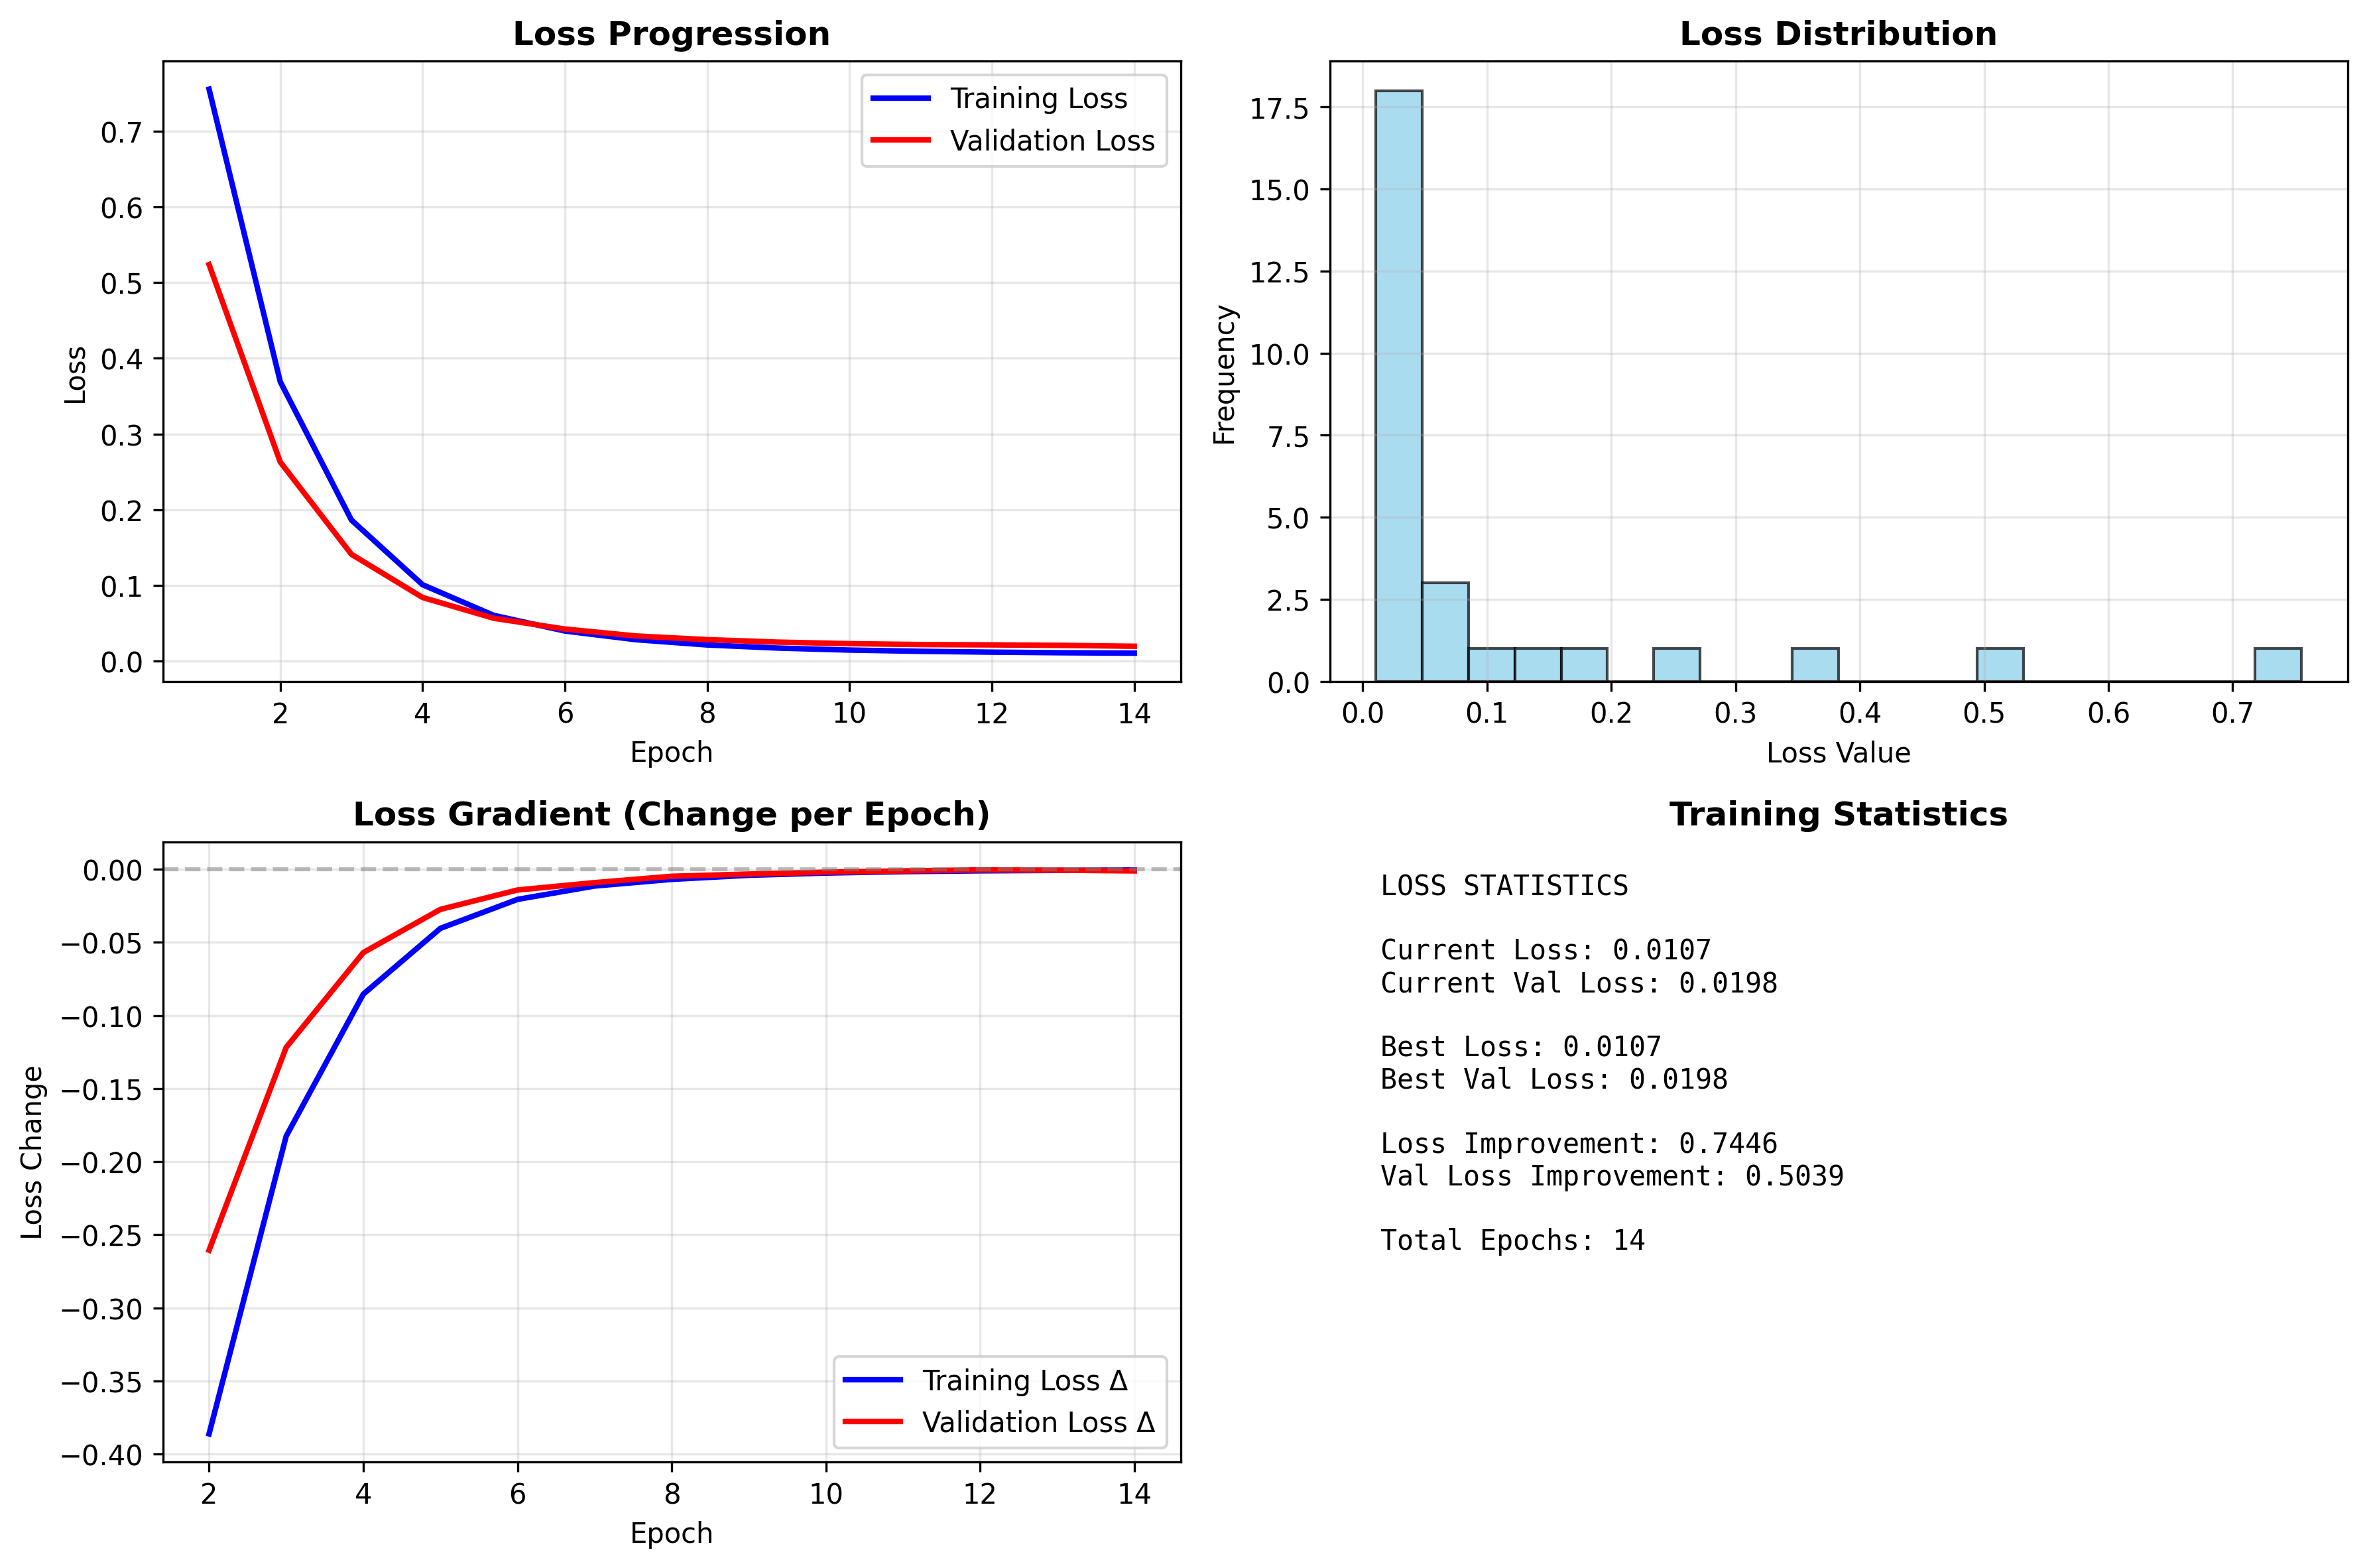 Loss Progression
Training Loss
Validation Loss
Loss
0.7
0.6
0.5
0.4
0.3
0.2
0.1
0.0
2 4 6 8 10 12 14
Epoch
Loss Distribution
Frequency
17.5
15.0
12.5
10.0
7.5
5.0
2.5
0.0
0.0 0.1 0.2 0.3 0.4 0.5 0.6 0.7
Loss Value
Loss Gradient (Change per Epoch)
Loss Change
0.00
−0.05
−0.10
−0.15
−0.20
−0.25
−0.30
−0.35
−0.40
Training Loss Δ
Validation Loss Δ
2 4 6 8 10 12 14
Epoch
Training Statistics
LOSS STATISTICS
Current Loss: 0.0107
Current Val Loss: 0.0198
Best Loss: 0.0107
Best Val Loss: 0.0198
Loss Improvement: 0.7446
Val Loss Improvement: 0.5039
Total Epochs: 14